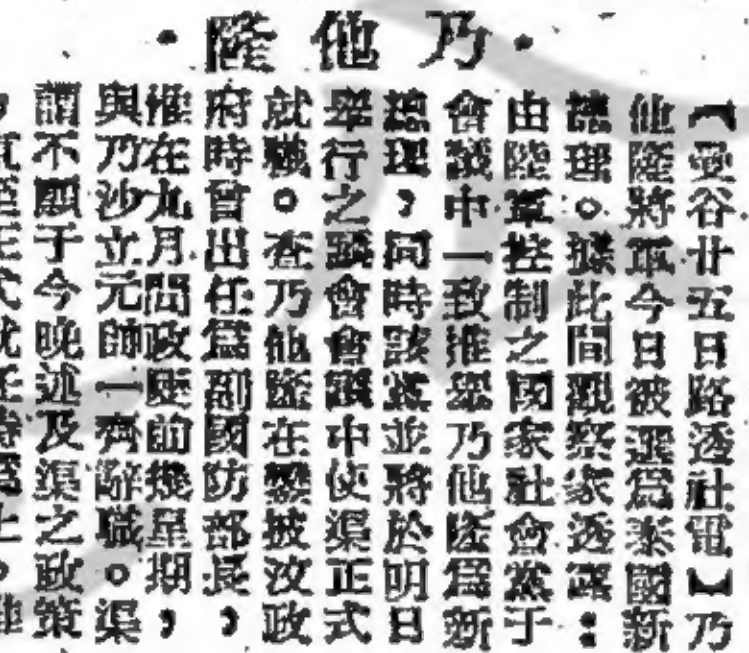 乃他隆
【曼谷廿五日路透社電】乃
他隆將軍今日被選爲泰國新
總理。據此間觀察家透露:
由陸軍控制之國家社會黨于
會議中一致推舉乃他隆爲新
總理,同時該黨並將於明日
舉行之國會會議中使渠正式
就職。查乃他隆在鑾披汶政
府時曾出任爲副國防部長,
惟在九月間政變前幾星期,
與乃沙立元帥一齊辭職。渠
謂不願于今晚述及渠之政策